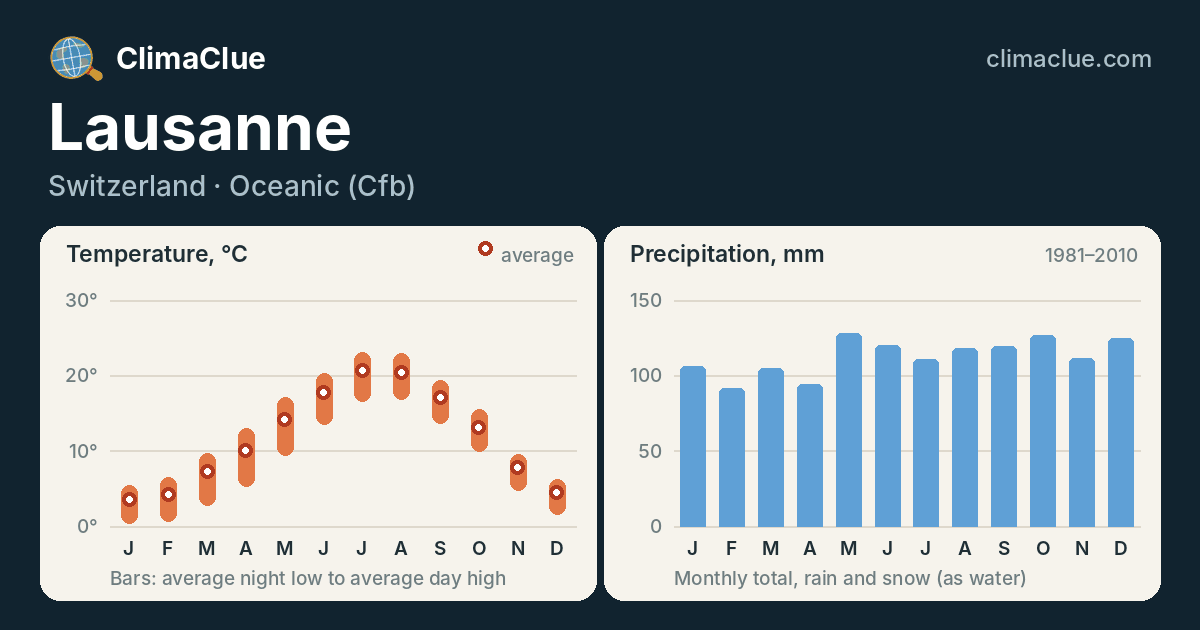 ClimaClue
climaclue.com
Lausanne
Switzerland · Oceanic (Cfb)
Temperature, °C
average
30°
20°
10°
0°
J F M A M J J A S O N D
Bars: average night low to average day high
Precipitation, mm
1981–2010
150
100
50
0
J F M A M J J A S O N D
Monthly total, rain and snow (as water)